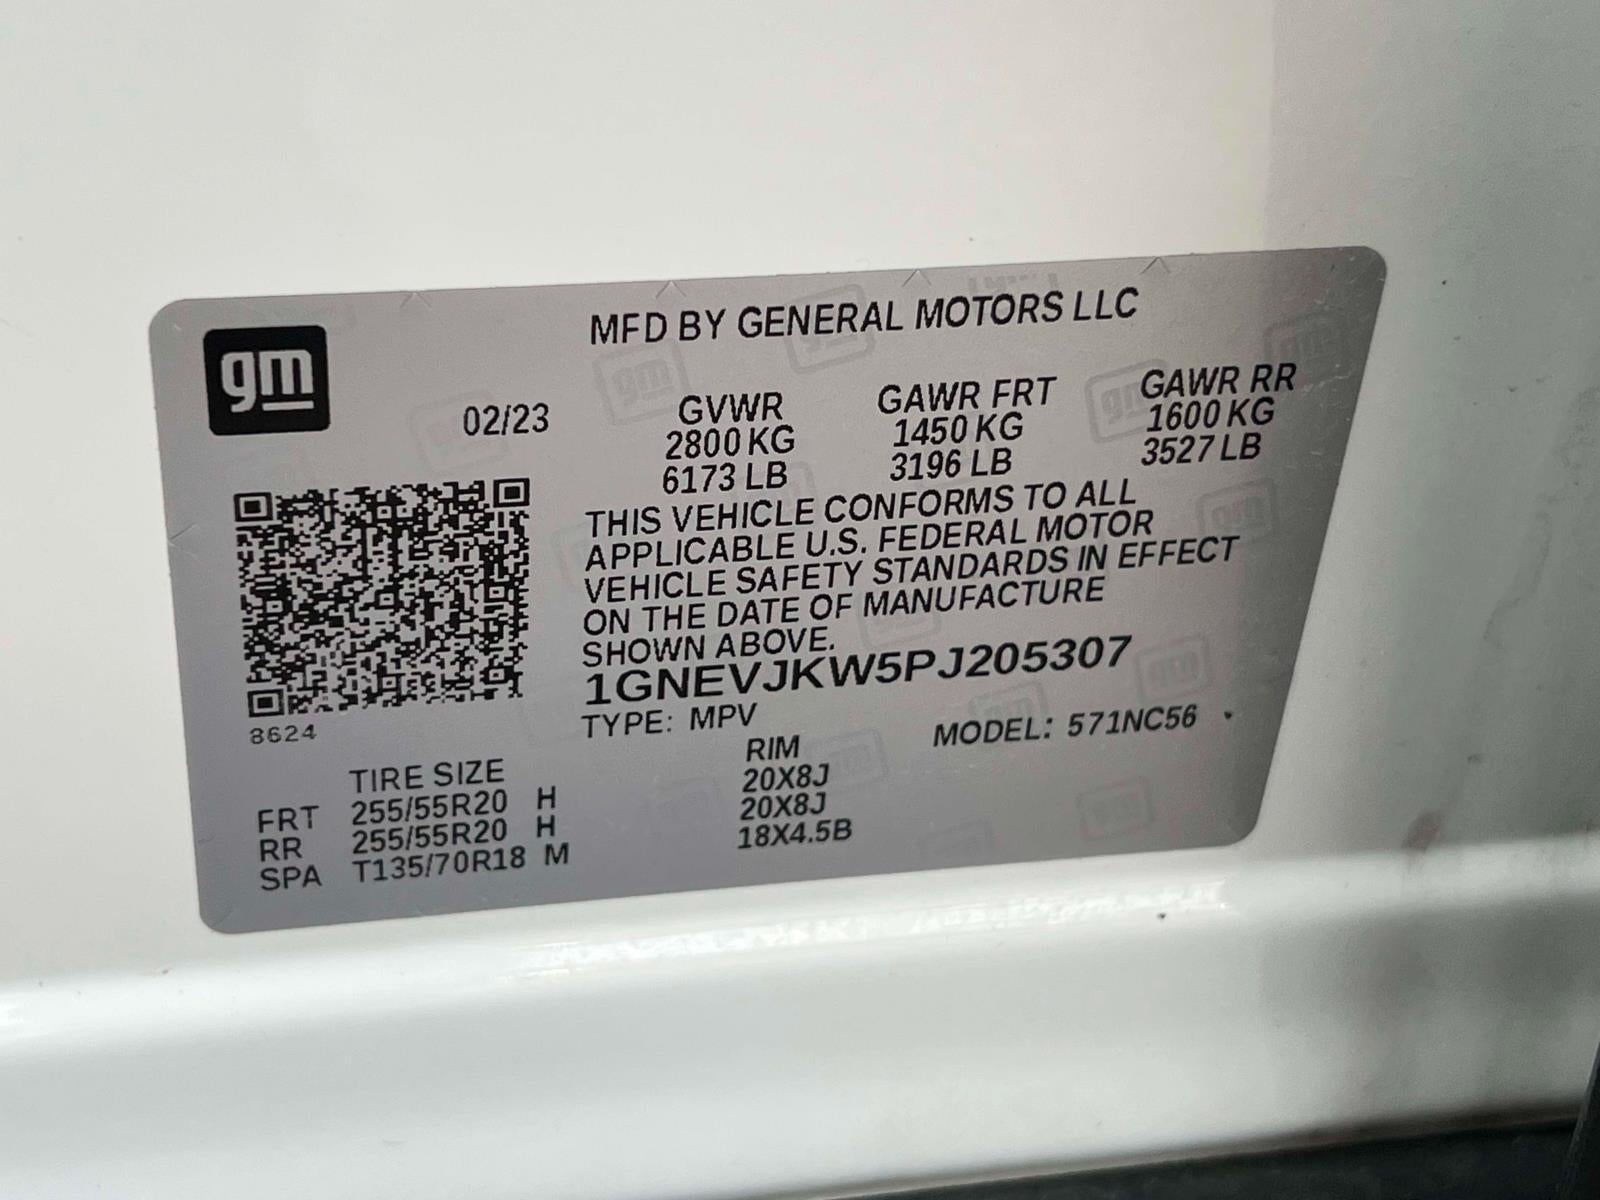 gm
MFD BY GENERAL MOTORS LLC
02/23
GVWR GAWR FRT GAWR RR
2800 KG 1450 KG 1600 KG
6173 LB 3196 LB 3527 LB
THIS VEHICLE CONFORMS TO ALL
APPLICABLE U.S. FEDERAL MOTOR
VEHICLE SAFETY STANDARDS IN EFFECT
ON THE DATE OF MANUFACTURE
SHOWN ABOVE.
1GNEVJKW5PJ205307
TYPE: MPV MODEL: 571NC56
8624
TIRE SIZE RIM
FRT 255/55R20 H 20X8J
RR 255/55R20 H 20X8J
SPA T135/70R18 M 18X4.5B